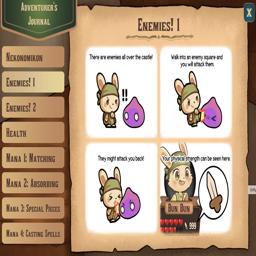 Adventurer's
Journal
Enemies! 1
X
Nekonomikon
Enemies! 1
Enemies! 2
Health
Mana 1: Matching
Mana 2: Absorbing
Mana 3: Special Pieces
Mana 4: Casting Spells
There are enemies all over the castle!
!!
Walk into an enemy square and
you will attack them.
They might attack you back!
Your physical strength can be seen here.
Bun Bun
999